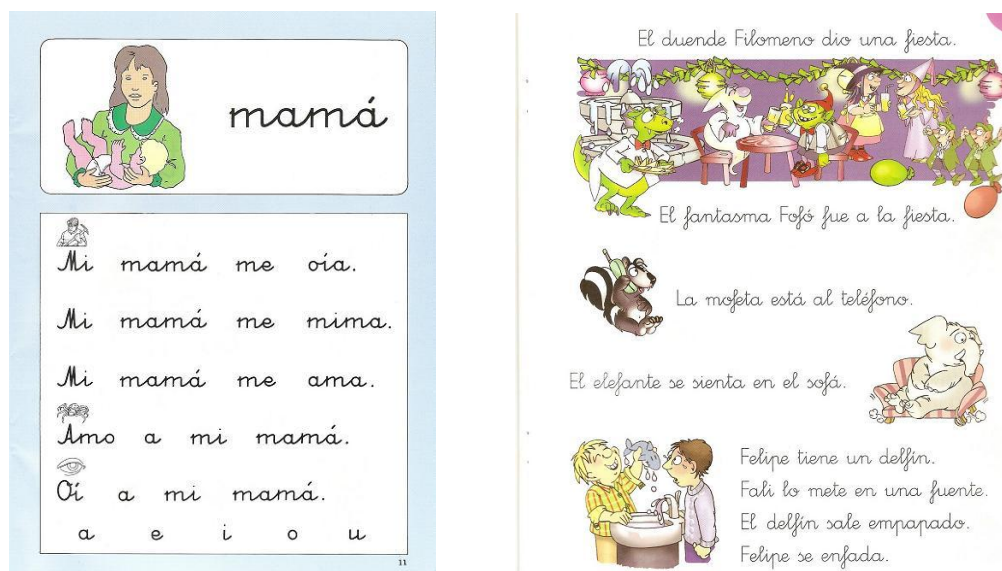 mamá
Mi mamá me oía.
Mi mamá me mima.
Mi mamá me ama.
Amo a mi mamá.
Oí a mi mamá.
a e i o u
11
El duende Filomeno dio una fiesta.
El fantasma Fofó fue a la fiesta.
La mofeta está al teléfono.
El elefante se sienta en el sofá.
Felipe tiene un delfín.
Fali lo mete en una fuente.
El delfín sale empapado.
Felipe se enfada.